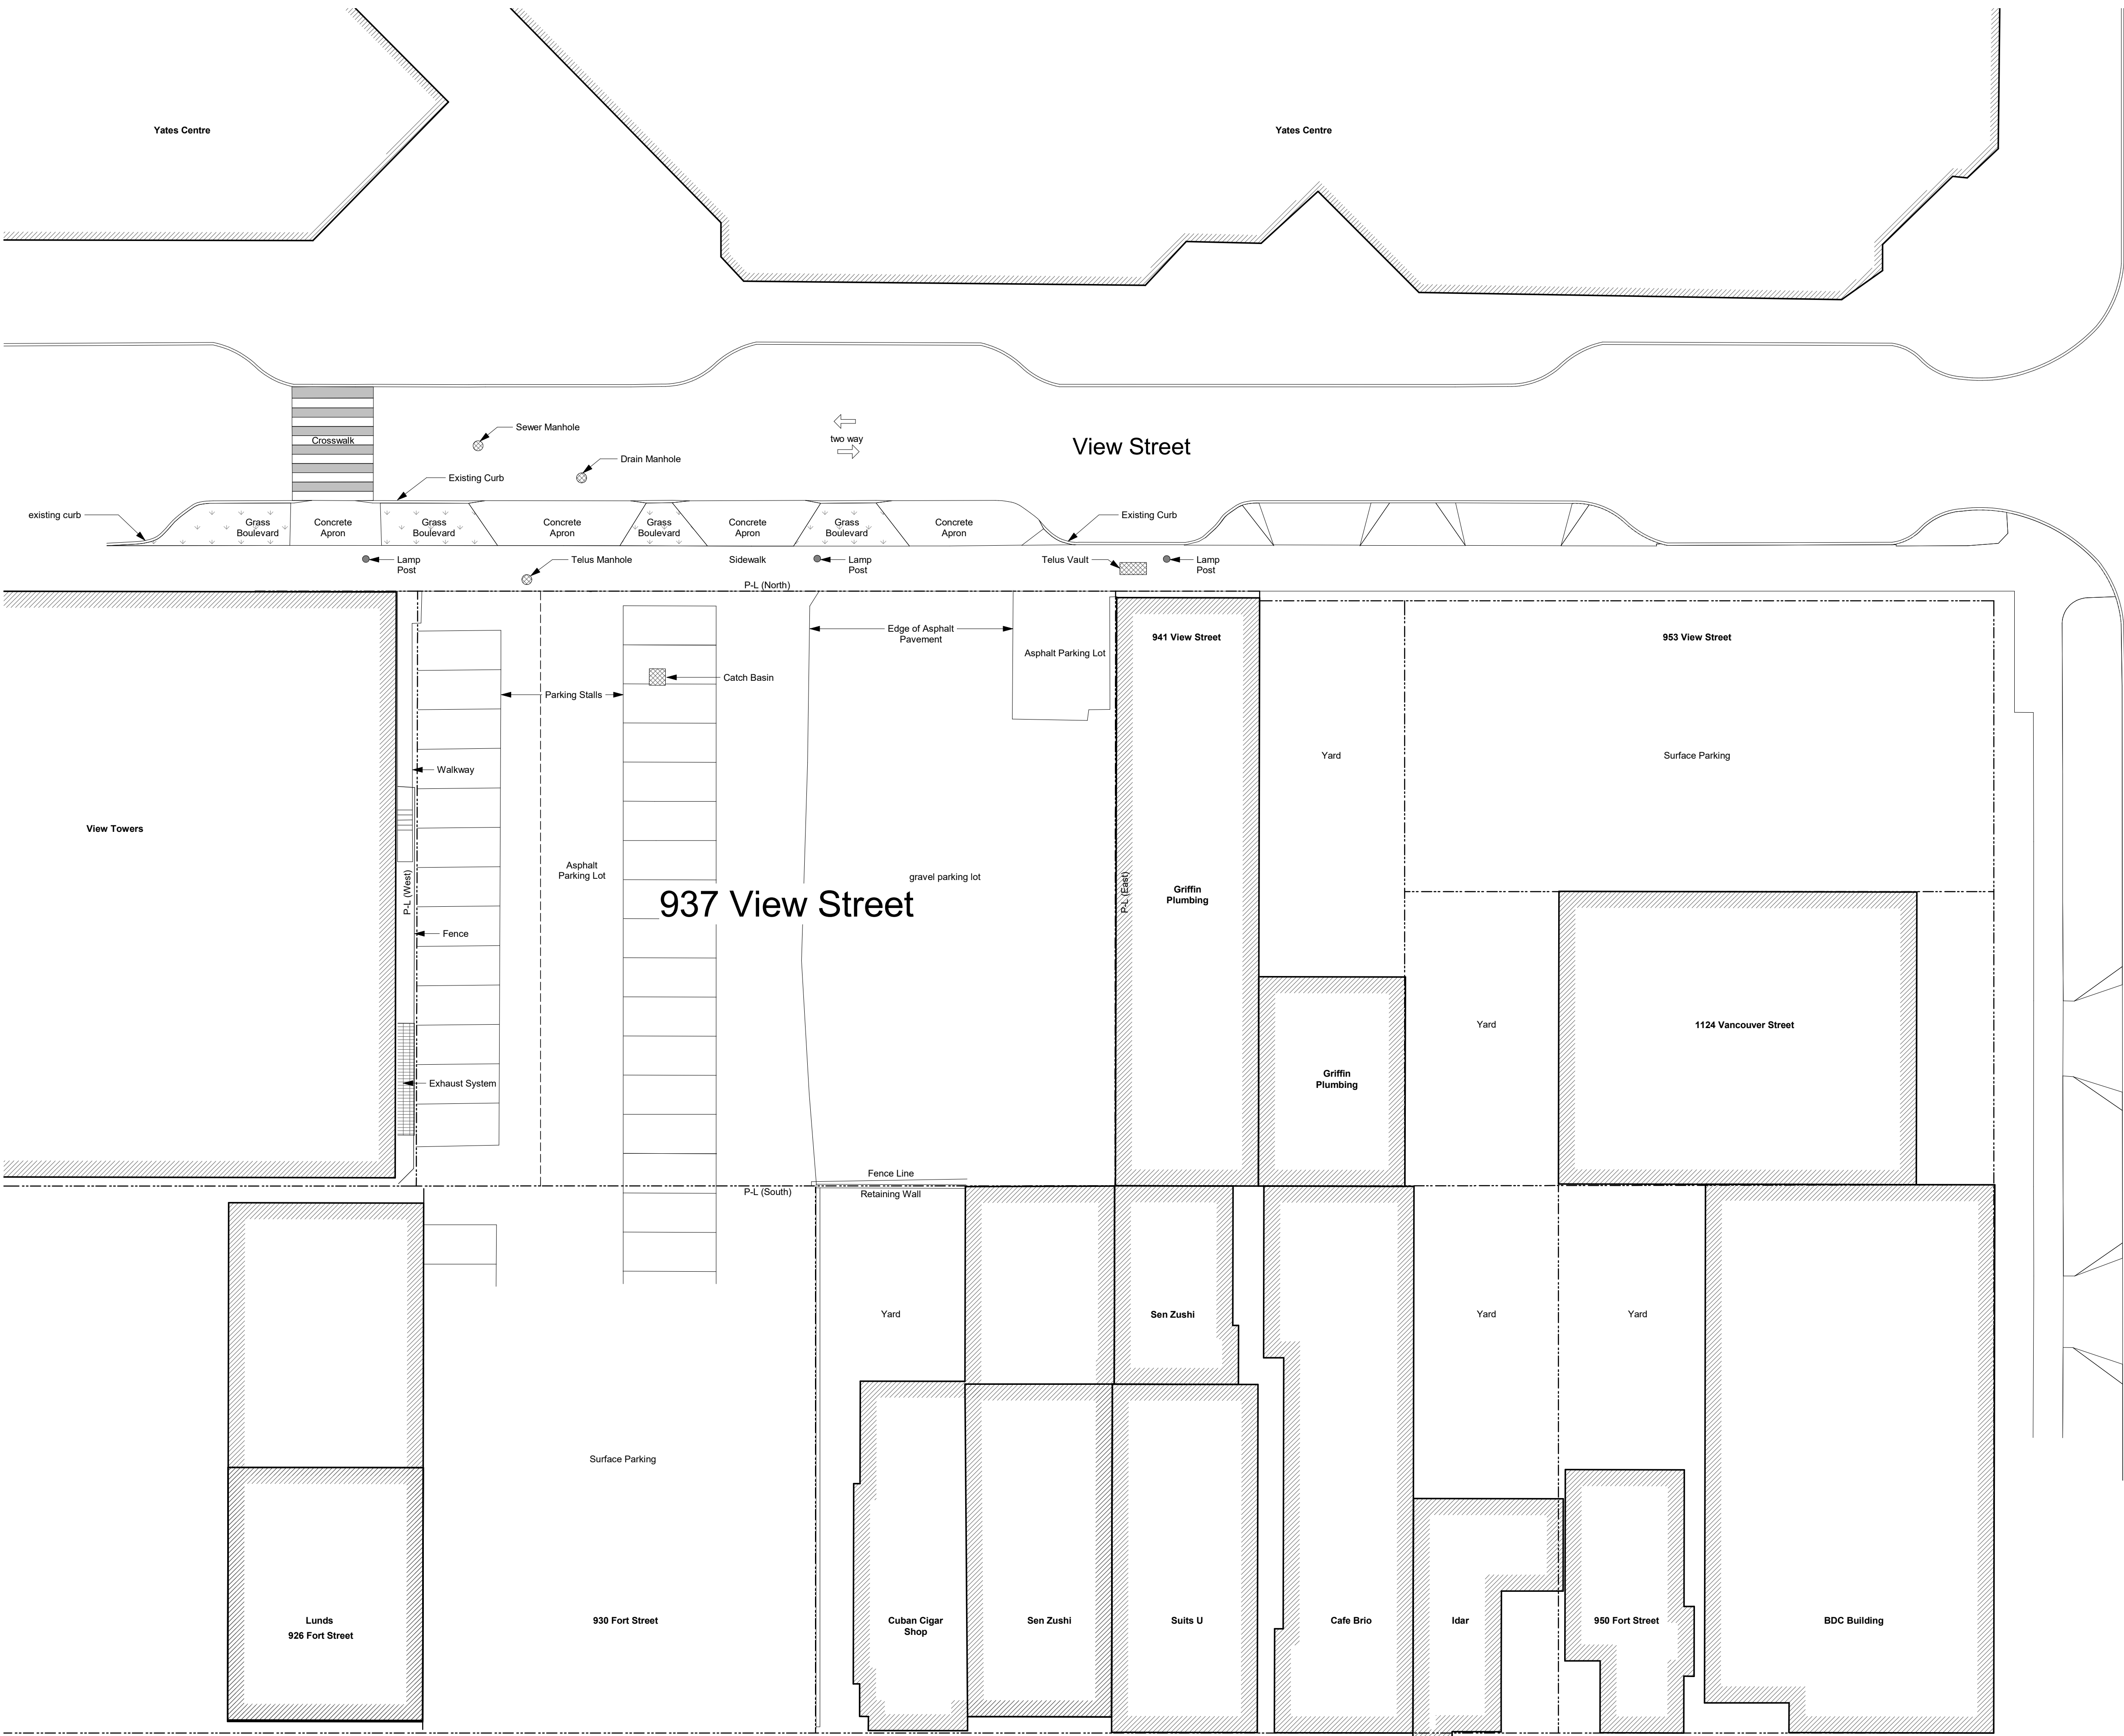 Yates Centre
Yates Centre
two way
View Street
Sewer Manhole
Crosswalk
Drain Manhole
Existing Curb
existing curb
Existing Curb
Grass
Boulevard
Concrete
Apron
Grass
Boulevard
Concrete
Apron
Grass
Boulevard
Concrete
Apron
Grass
Boulevard
Concrete
Apron
Lamp
Post
Telus Manhole
Sidewalk
Lamp
Post
Telus Vault
Lamp
Post
P-L (North)
Edge of Asphalt
Pavement
941 View Street
953 View Street
Asphalt Parking Lot
Catch Basin
Parking Stalls
Yard
Surface Parking
Walkway
View Towers
Asphalt
Parking Lot
P-L (West)
937 View Street
gravel parking lot
P-L (East)
Griffin
Plumbing
Fence
Yard
1124 Vancouver Street
Griffin
Plumbing
Exhaust System
Fence Line
P-L (South)
Retaining Wall
Yard
Sen Zushi
Yard
Yard
Surface Parking
Lunds
926 Fort Street
930 Fort Street
Cuban Cigar
Shop
Sen Zushi
Suits U
Cafe Brio
Idar
950 Fort Street
BDC Building